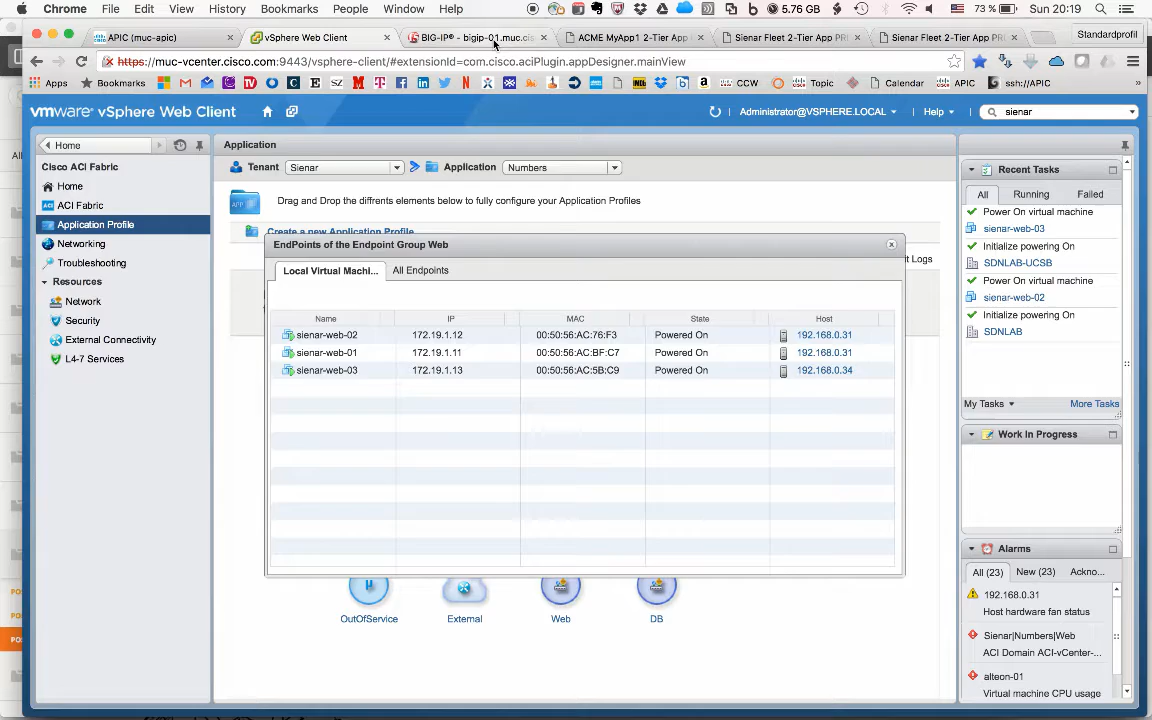 Chrome File Edit View History Bookmarks People Window Help 5.76 GB 73 % Sun 20:19
APIC (muc-apic) × vSphere Web Client × BIG-IP® - bigip-01.muc.cis × ACME MyApp1 2-Tier App × Sienar Fleet 2-Tier App PR × Sienar Fleet 2-Tier App PR × Standardprofil
https://muc-vcenter.cisco.com:9443/vsphere-client/#extensionId=com.cisco.aciPlugin.appDesigner.mainView
Apps Bookmarks CCW Topic Calendar APIC ssh://APIC
vmware® vSphere Web Client Administrator@VSPHERE.LOCAL Help sienar
Home
Cisco ACI Fabric
Home
ACI Fabric
Application Profile
Networking
Troubleshooting
Resources
Network
Security
External Connectivity
L4-7 Services
Application
Tenant Sienar Application Numbers
Drag and Drop the diffrents elements below to fully configure your Application Profiles
Create a new Application Profile
it Logs
EndPoints of the Endpoint Group Web
Local Virtual Machi... All Endpoints
Name IP MAC State Host
sienar-web-02 172.19.1.12 00:50:56:AC:76:F3 Powered On 192.168.0.31
sienar-web-01 172.19.1.11 00:50:56:AC:BF:C7 Powered On 192.168.0.31
sienar-web-03 172.19.1.13 00:50:56:AC:5B:C9 Powered On 192.168.0.34
OutOfService External Web DB
Recent Tasks
All Running Failed
Power On virtual machine
sienar-web-03
Initialize powering On
SDNLAB-UCSB
Power On virtual machine
sienar-web-02
Initialize powering On
SDNLAB
My Tasks More Tasks
Work In Progress
Alarms
All (23) New (23) Ackno...
192.168.0.31
Host hardware fan status
Sienar|Numbers|Web
ACI Domain ACI-vCenter-...
alteon-01
Virtual machine CPU usage